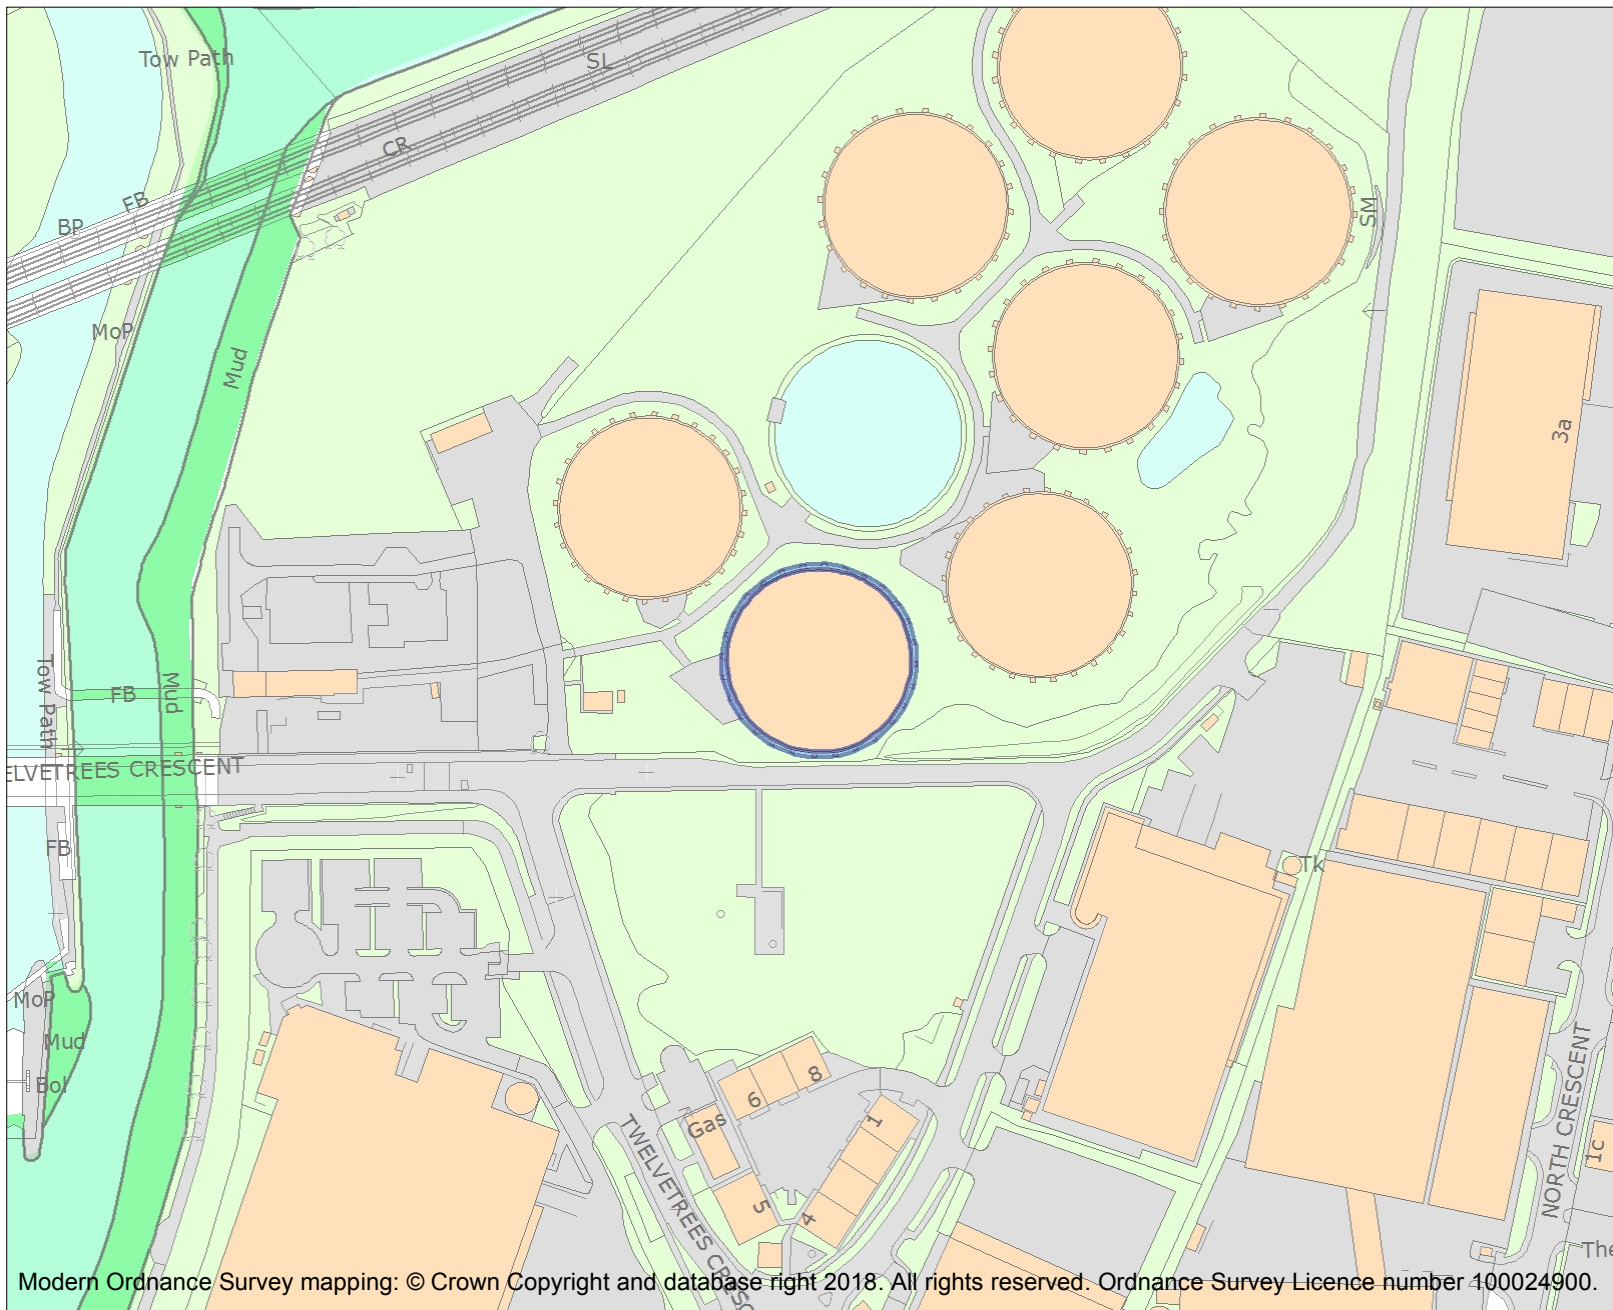 Tow Path
SL
CR
FB
BP
SM
MoP
Mud
3a
Tow Path
FB
Mud
ELVETREES CRESCENT
FB
Tk
MoP
Mud
Bol
NORTH CRESCENT
8
6
Gas
1
TWELVETREES CRESC
1c
5
4
The
Modern Ordnance Survey mapping: © Crown Copyright and database right 2018. All rights reserved. Ordnance Survey Licence number 100024900.